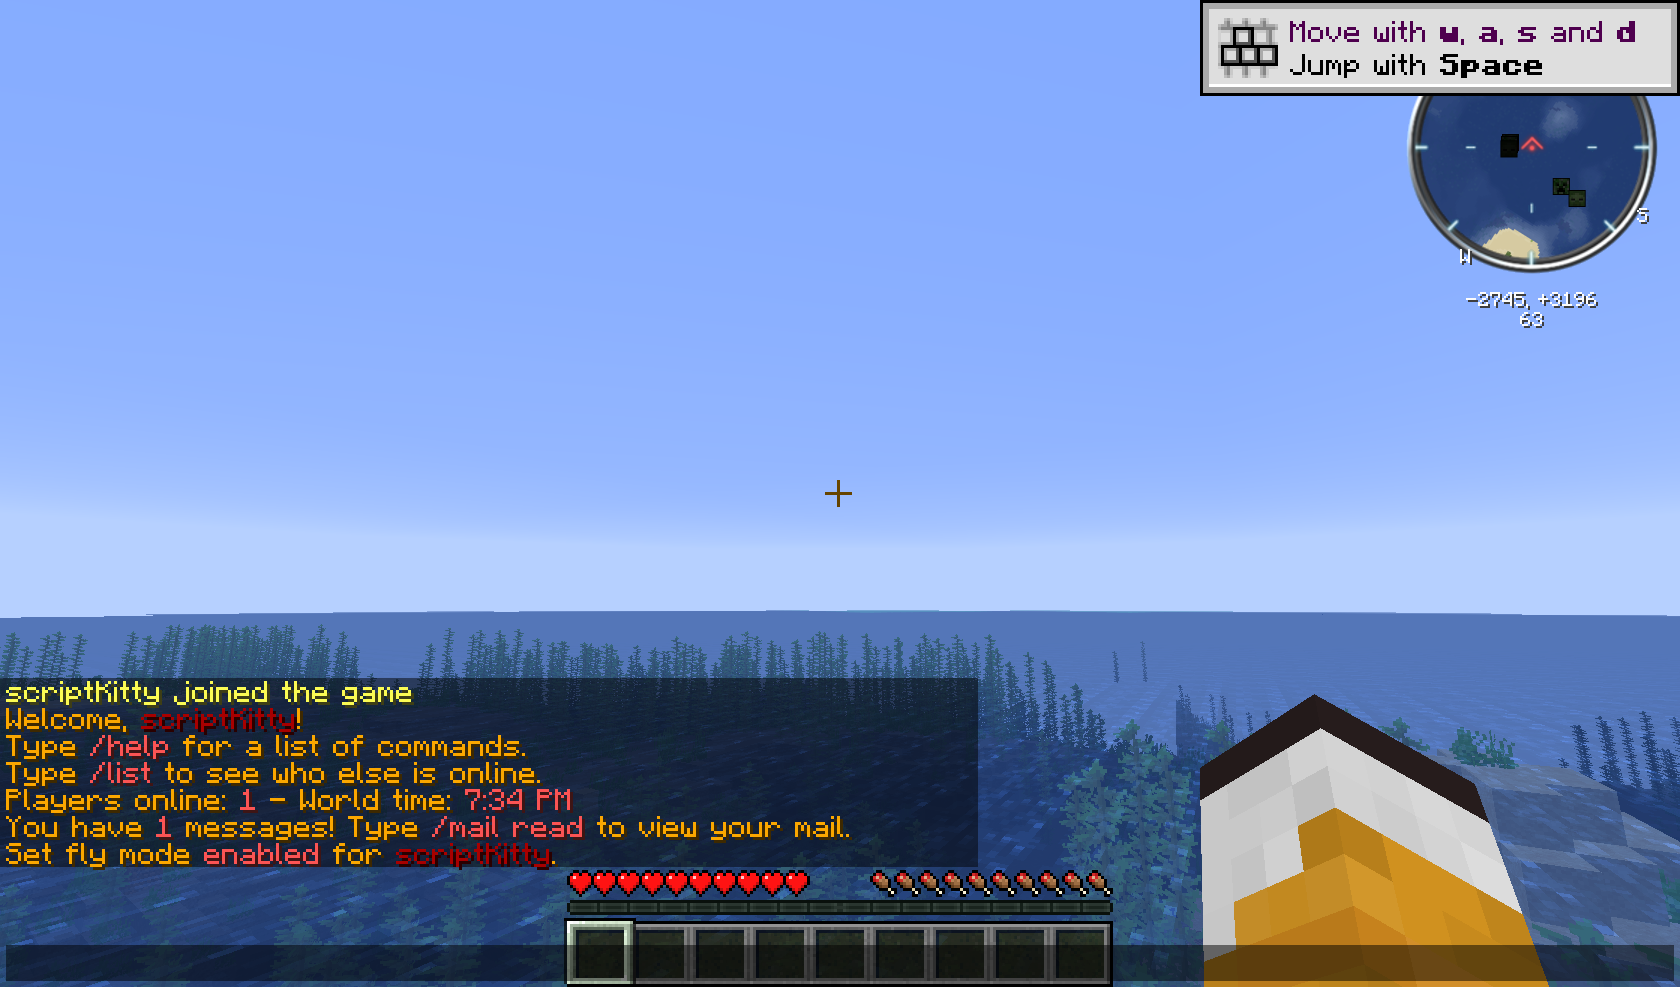 Move with w, a, s and d
Jump with Space
S
W
-2745, +3196
63
scriptKitty joined the game
Welcome, scriptKitty!
Type /help for a list of commands.
Type /list to see who else is online.
Players online: 1 - World time: 7:34 PM
You have 1 messages! Type /mail read to view your mail.
Set fly mode enabled for scriptKitty.